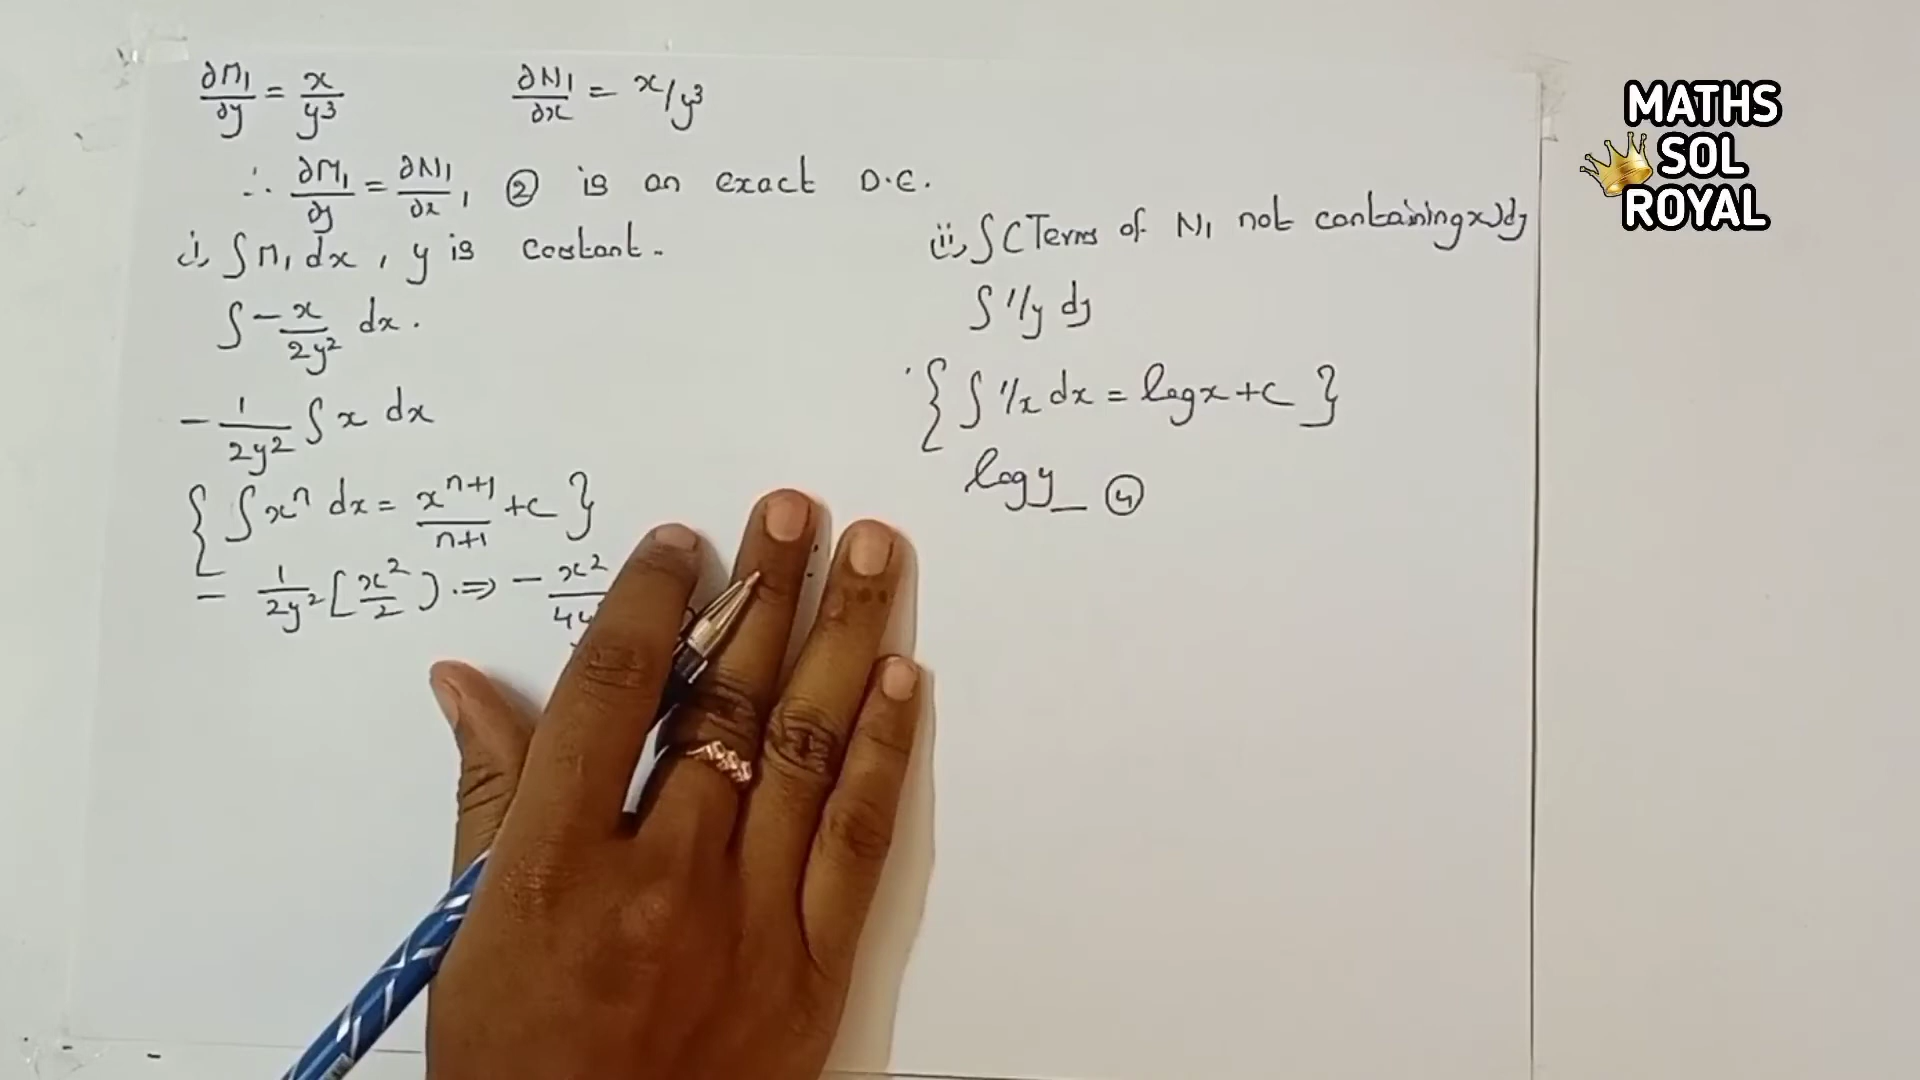 ∂M₁/∂y = x/y³ ∂N₁/∂x = x/y³
∴ ∂M₁/∂y = ∂N₁/∂x, ② is an exact D.E.
i, ∫M₁ dx, y is costant.
∫ -x/2y² dx.
-1/2y² ∫ x dx
{ ∫xⁿ dx = xⁿ⁺¹/n+1 + c }
- 1/2y² [x²/2) . ⇒ - x²
ii, ∫(Terms of N₁ not containing x) dy
∫ 1/y dy
{ ∫ 1/x dx = log x + c }
log y _ ④
MATHS
SOL
ROYAL